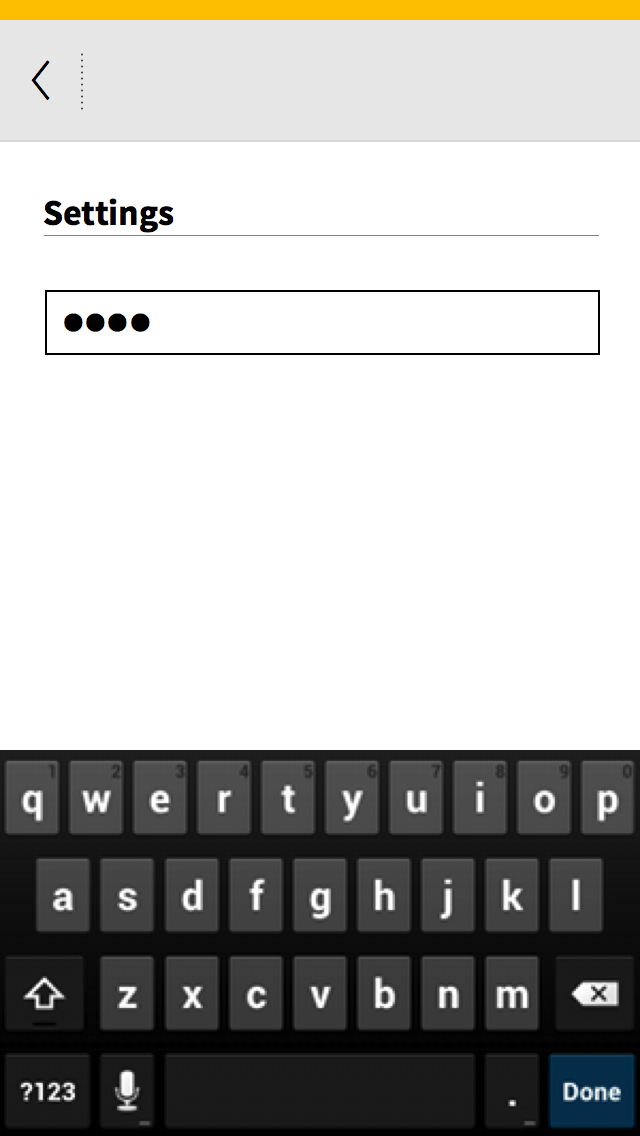 Settings
●●●●
1 2 3 4 5 6 7 8 9 0
q w e r t y u i o p
a s d f g h j k l
z x c v b n m
?123 . Done